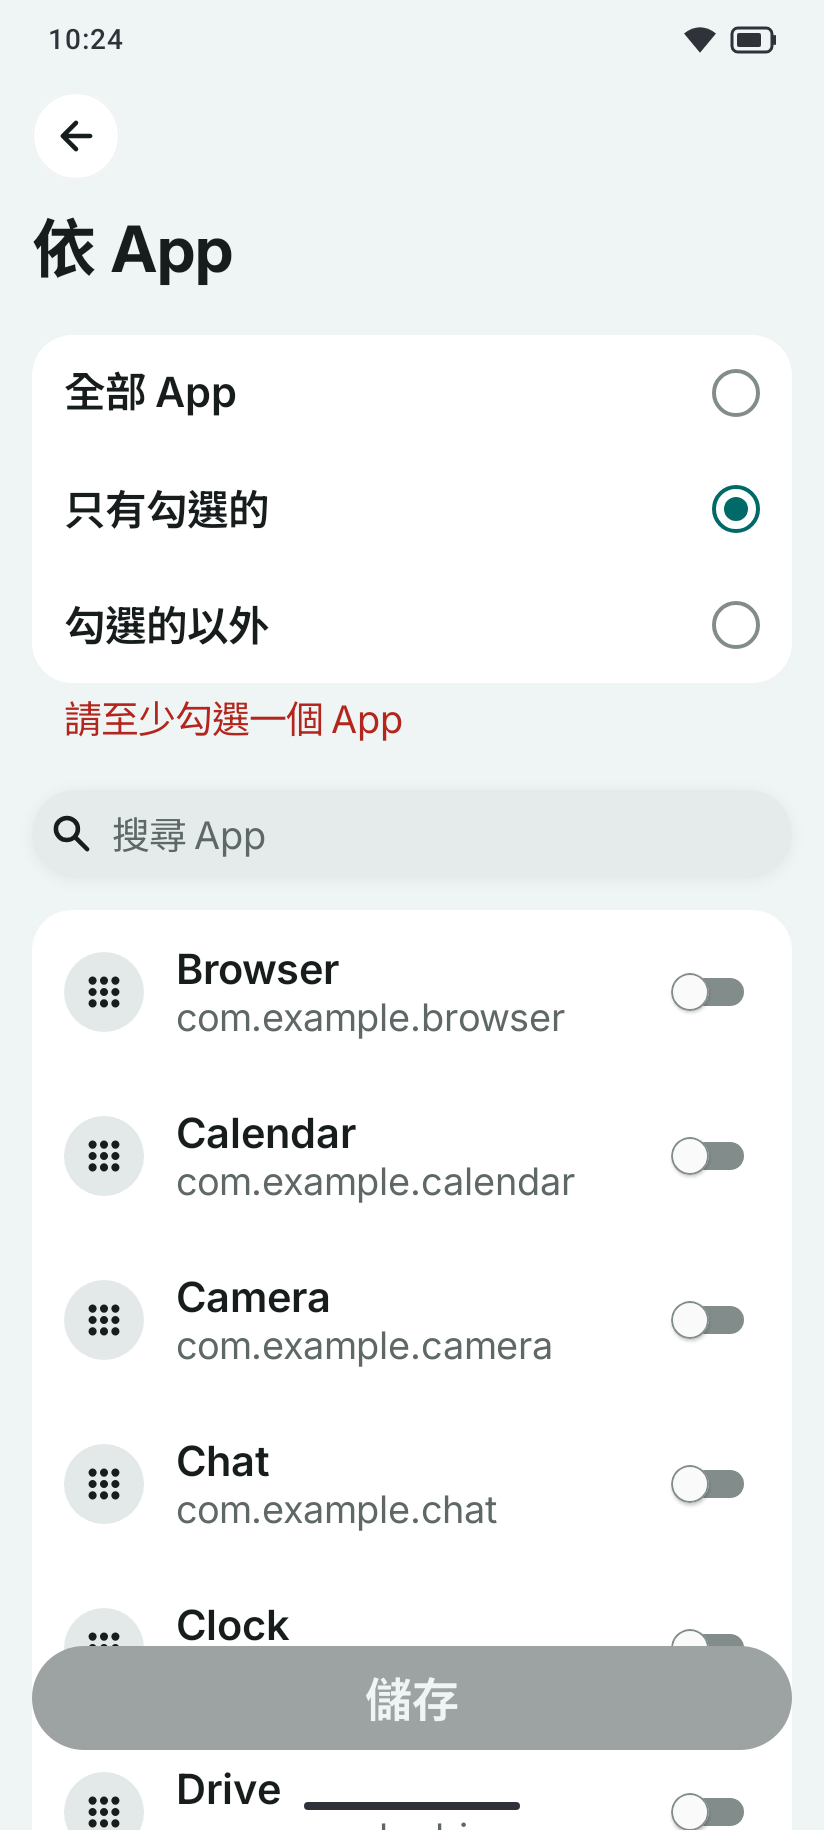 10:24
依 App
全部 App
只有勾選的
勾選的以外
請至少勾選一個 App
搜尋 App
Browser
com.example.browser
Calendar
com.example.calendar
Camera
com.example.camera
Chat
com.example.chat
Clock
儲存
Drive